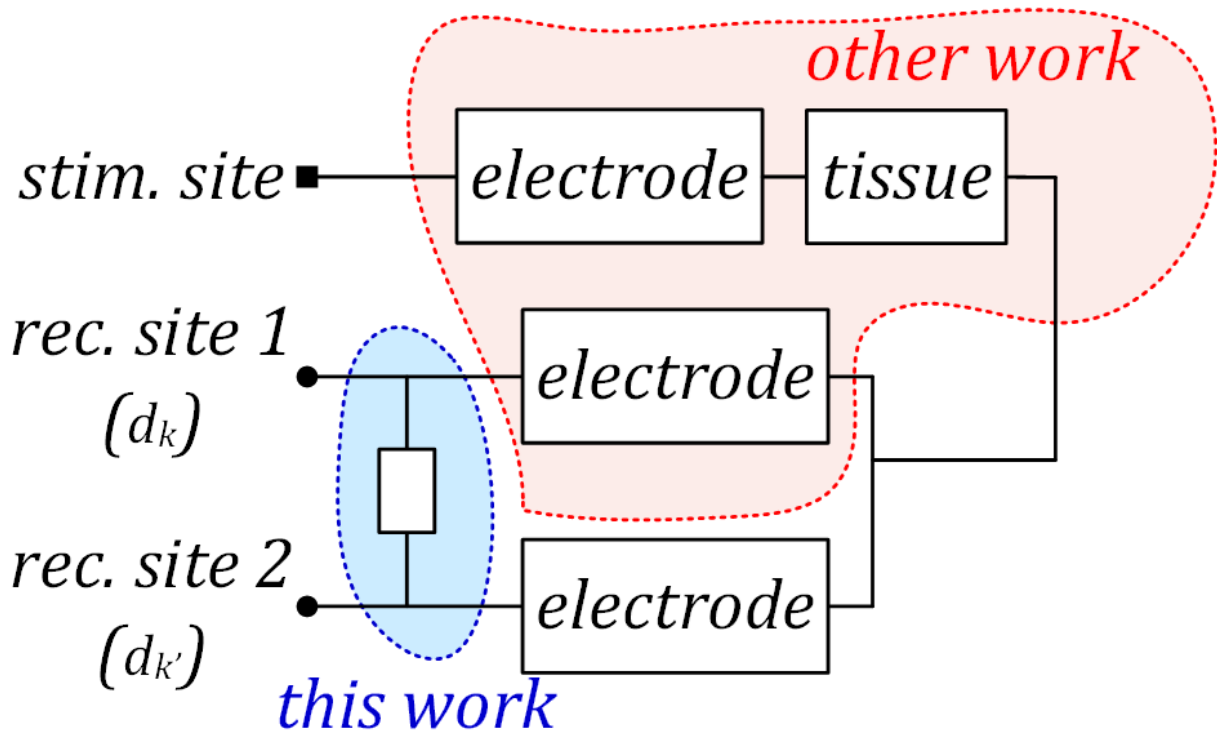 other work
stim. site
electrode
tissue
rec. site 1
(dk)
electrode
rec. site 2
(dk')
electrode
this work